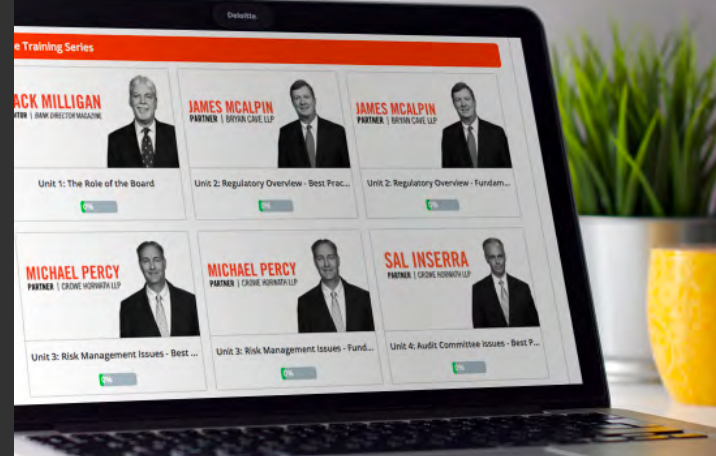 Deloitte.
e Training Series
ACK MILLIGAN
BANK DIRECTOR MAGAZINE
JAMES MCALPIN
PARTNER | BRYAN CAVE LLP
JAMES MCALPIN
PARTNER | BRYAN CAVE LLP
Unit 1: The Role of the Board
Unit 2: Regulatory Overview - Best Prac...
Unit 2: Regulatory Overview - Fundam...
0%
0%
0%
MICHAEL PERCY
PARTNER | CROWE HORWATH LLP
MICHAEL PERCY
PARTNER | CROWE HORWATH LLP
SAL INSERRA
PARTNER | CROWE HORWATH LLP
Unit 3: Risk Management Issues - Best ...
Unit 3: Risk Management Issues - Fund...
Unit 4: Audit Committee Issues - Best P...
0%
0%
0%